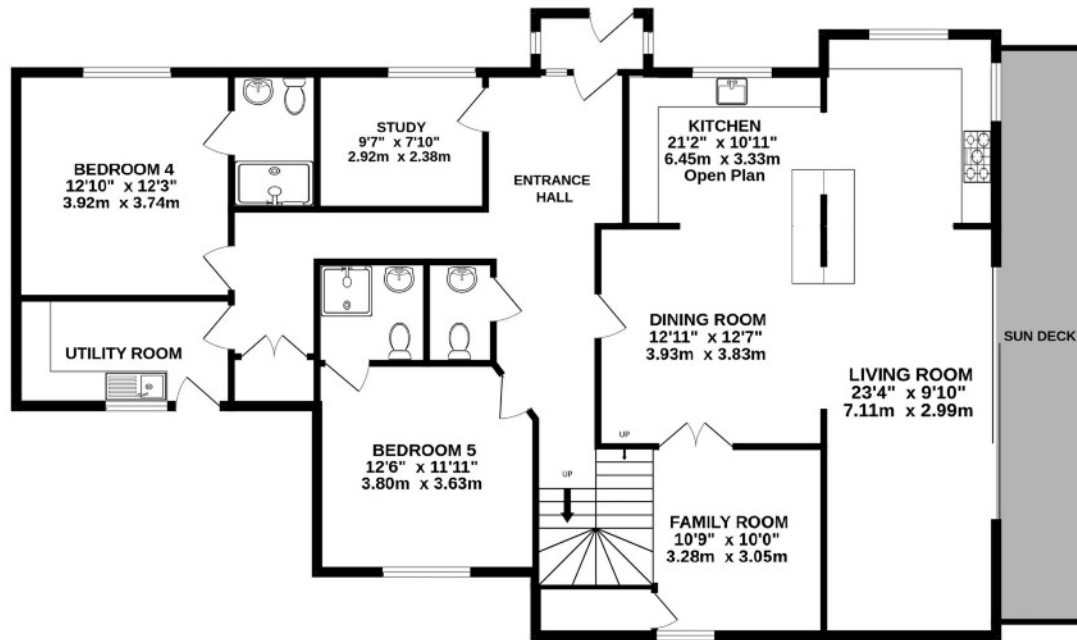 BEDROOM 4
12'10" x 12'3"
3.92m x 3.74m
STUDY
9'7" x 7'10"
2.92m x 2.38m
ENTRANCE
HALL
KITCHEN
21'2" x 10'11"
6.45m x 3.33m
Open Plan
UTILITY ROOM
DINING ROOM
12'11" x 12'7"
3.93m x 3.83m
SUN DECK
LIVING ROOM
23'4" x 9'10"
7.11m x 2.99m
BEDROOM 5
12'6" x 11'11"
3.80m x 3.63m
UP
UP
FAMILY ROOM
10'9" x 10'0"
3.28m x 3.05m